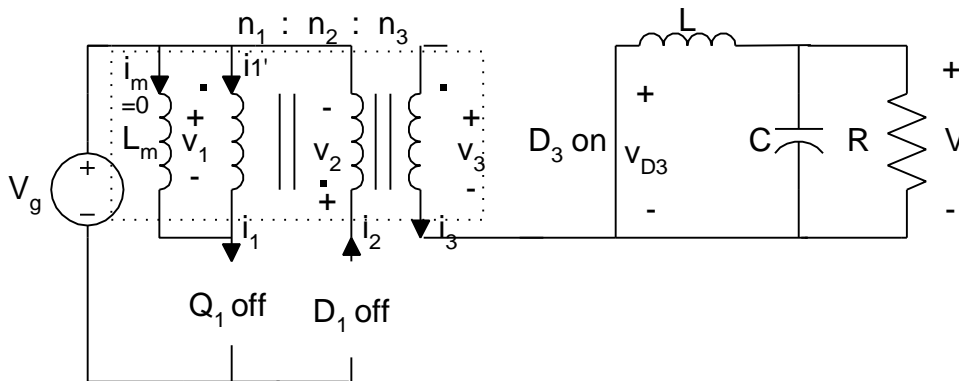 n1 : n2 : n3
L
im
=0
i1'
+
-
+
+
+
Lm
v1
v2
v3
D3 on
vD3
C
R
V
Vg
+
−
-
+
-
-
-
i1
i2
i3
Q1 off
D1 off